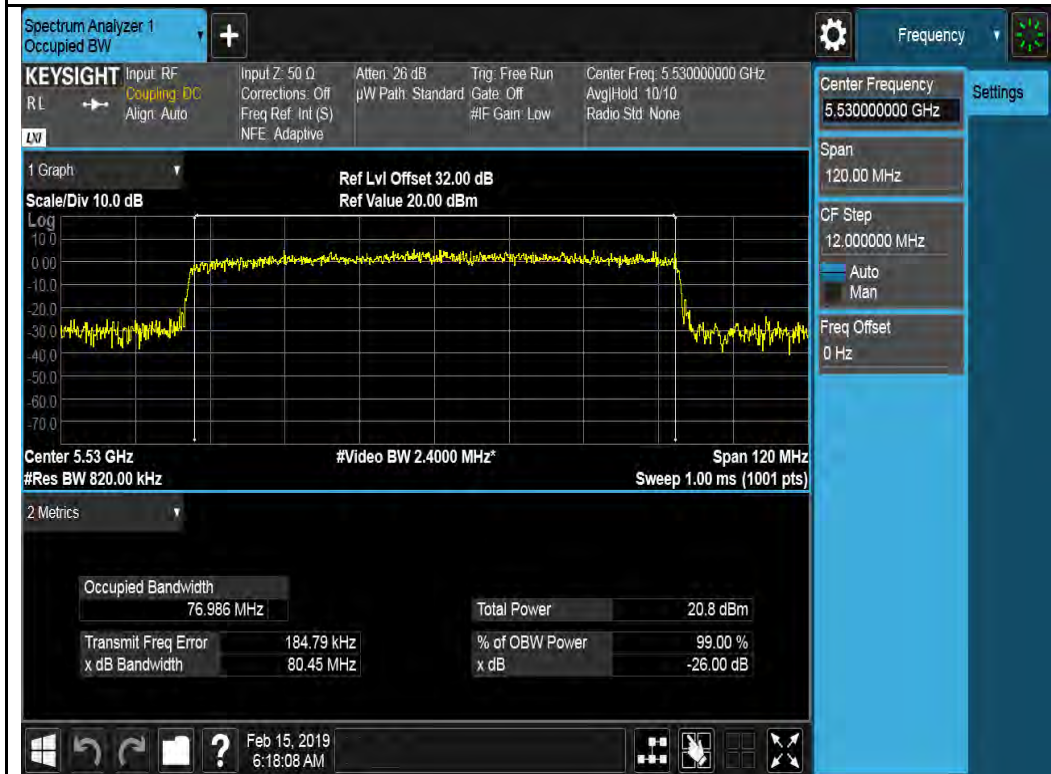 Spectrum Analyzer 1
Occupied BW
+
Frequency
KEYSIGHT Input: RF Input Z: 50 Ω Atten: 26 dB Trig: Free Run Center Freq: 5.530000000 GHz
RL Coupling: DC Corrections: Off µW Path: Standard Gate: Off Avg|Hold: 10/10
Align: Auto Freq Ref: Int (S) #IF Gain: Low Radio Std: None
LXI NFE: Adaptive
Center Frequency
5.530000000 GHz
Settings
Span
120.00 MHz
CF Step
12.000000 MHz
Auto
Man
Freq Offset
0 Hz
1 Graph
Ref Lvl Offset 32.00 dB
Scale/Div 10.0 dB Ref Value 20.00 dBm
Log
10.0
0.00
-10.0
-20.0
-30.0
-40.0
-50.0
-60.0
-70.0
Center 5.53 GHz #Video BW 2.4000 MHz* Span 120 MHz
#Res BW 820.00 kHz Sweep 1.00 ms (1001 pts)
2 Metrics
Occupied Bandwidth
76.986 MHz Total Power 20.8 dBm
Transmit Freq Error 184.79 kHz % of OBW Power 99.00 %
x dB Bandwidth 80.45 MHz x dB -26.00 dB
? Feb 15, 2019
6:18:08 AM